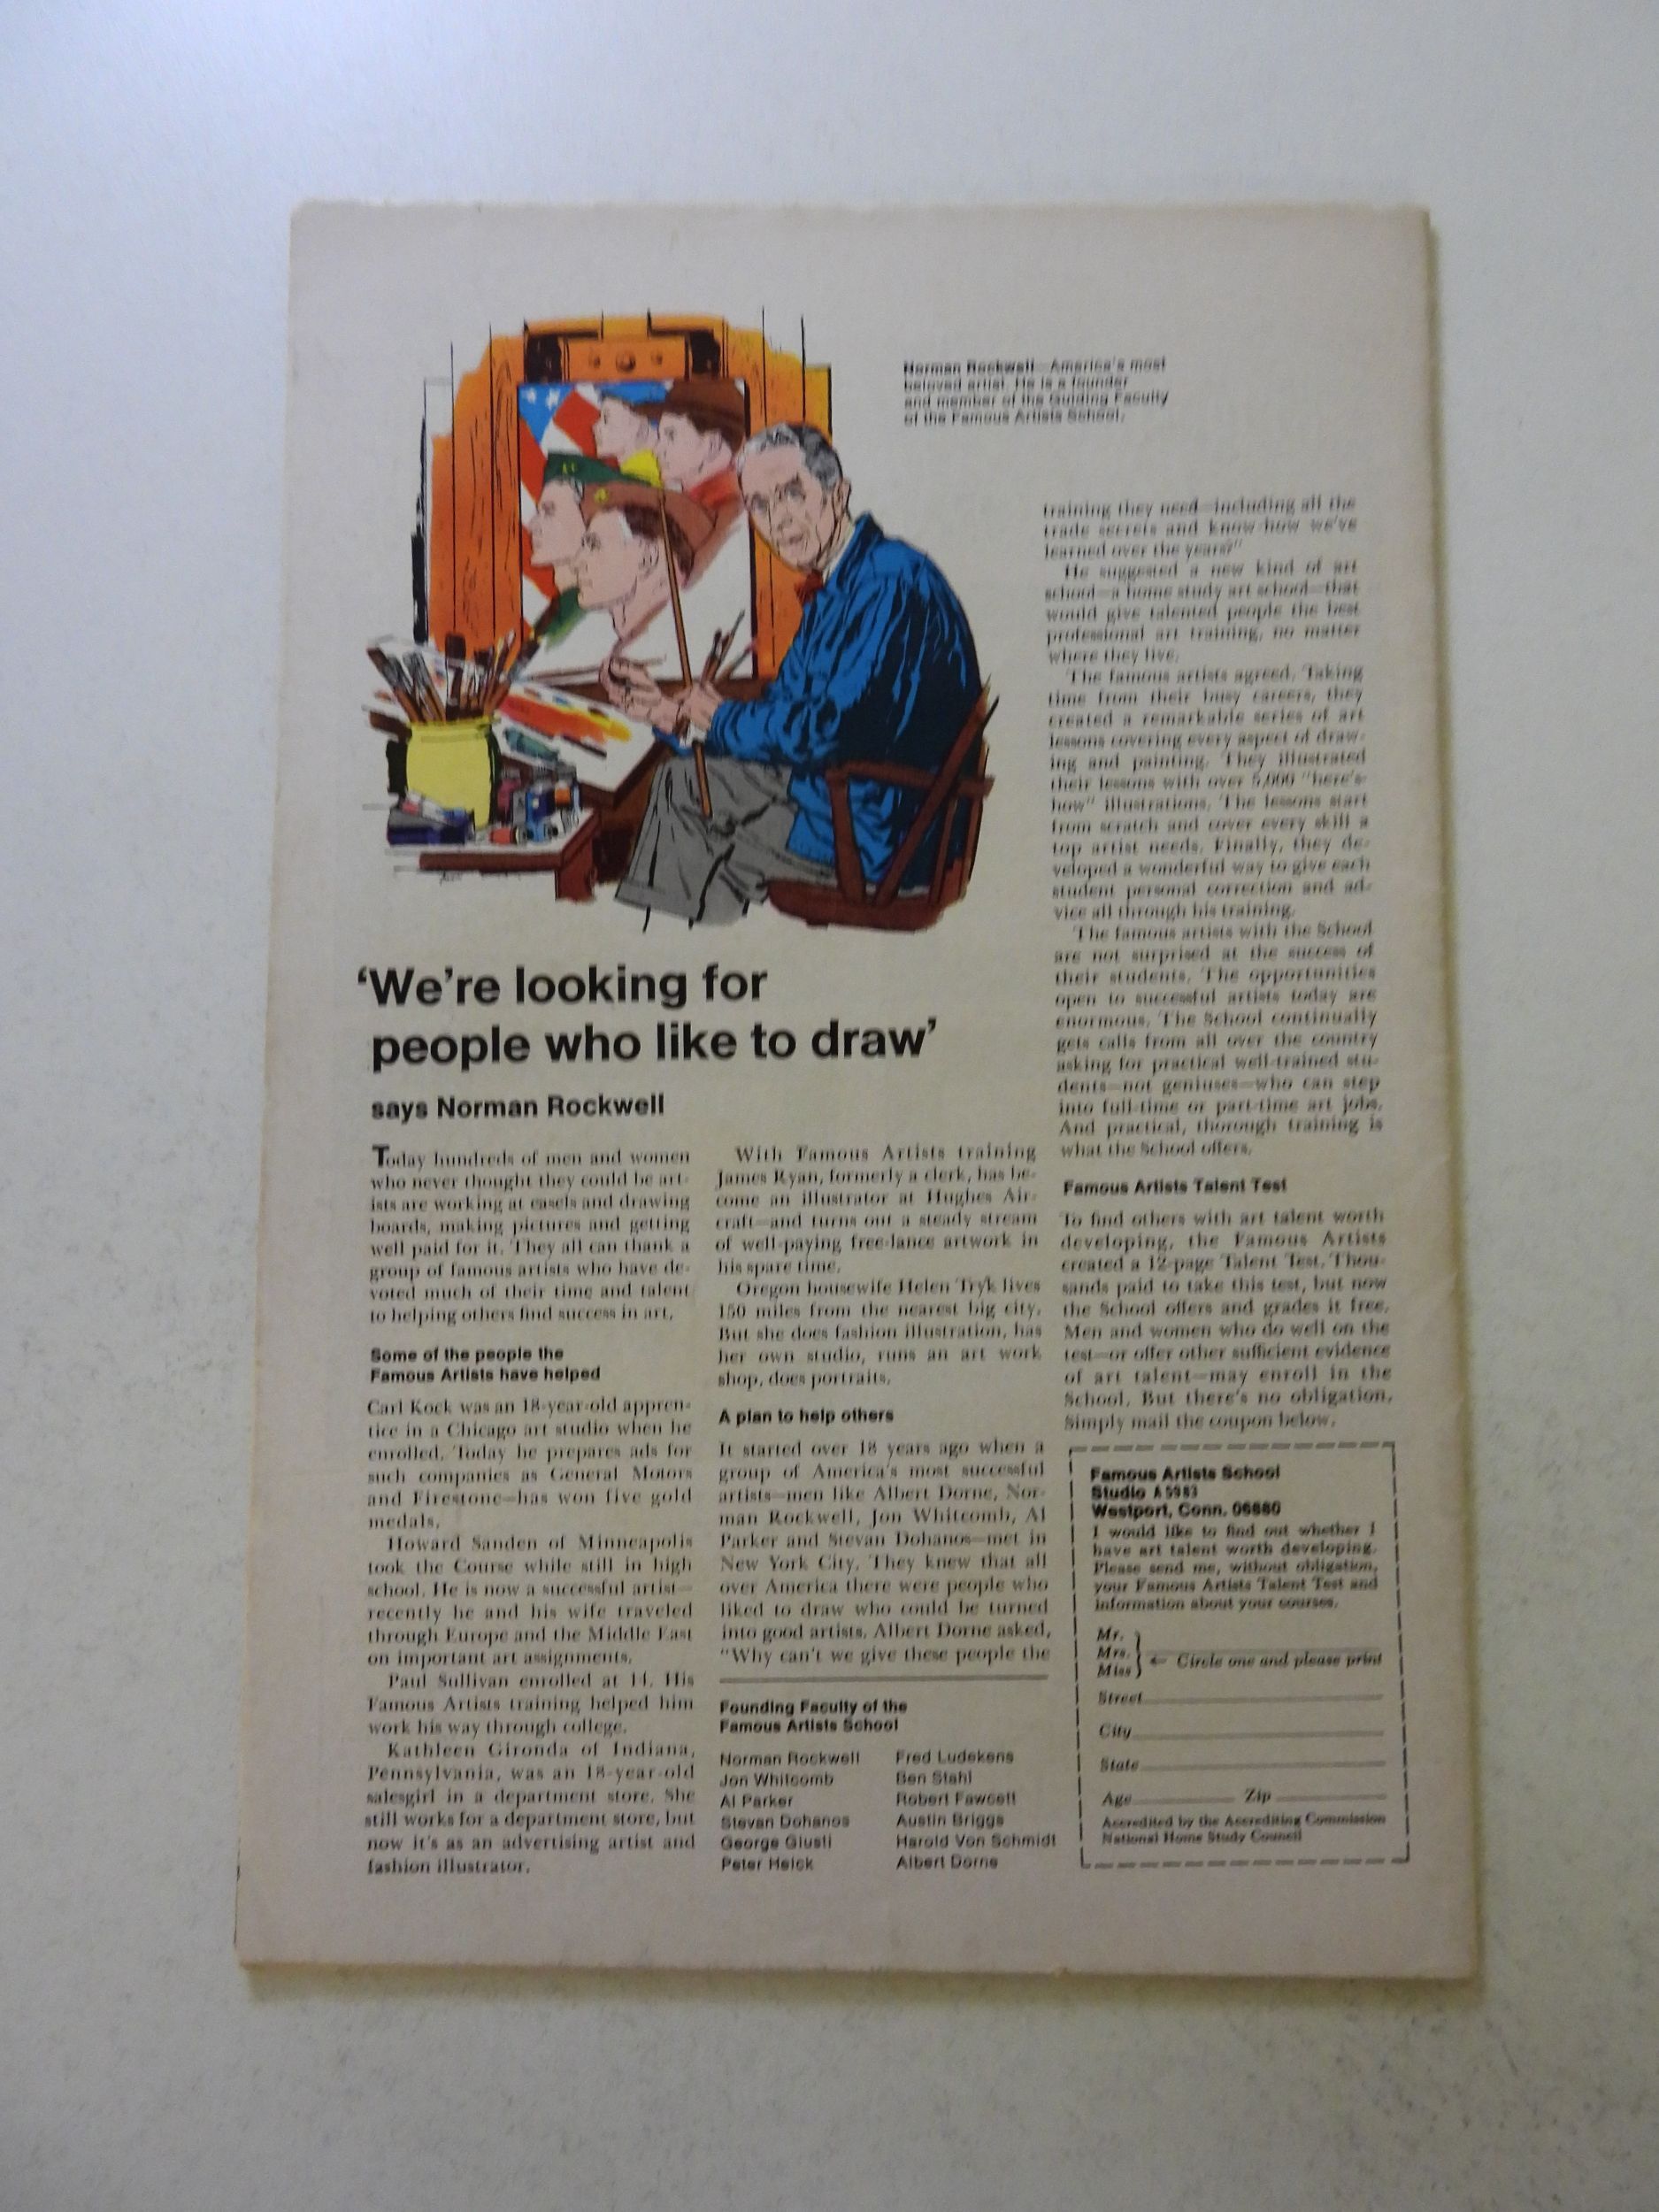 Norman Rockwell—America's most
beloved artist. He is a founder
and member of the Guiding Faculty
of the Famous Artists School.
'We're looking for
people who like to draw'
says Norman Rockwell
Today hundreds of men and women
who never thought they could be art-
ists are working at easels and drawing
boards, making pictures and getting
well paid for it. They all can thank a
group of famous artists who have de-
voted much of their time and talent
to helping others find success in art.
Some of the people the
Famous Artists have helped
Carl Kock was an 18-year-old appren-
tice in a Chicago art studio when he
enrolled. Today he prepares ads for
such companies as General Motors
and Firestone—has won five gold
medals.
Howard Sanden of Minneapolis
took the Course while still in high
school. He is now a successful artist—
recently he and his wife traveled
through Europe and the Middle East
on important art assignments.
Paul Sullivan enrolled at 14. His
Famous Artists training helped him
work his way through college.
Kathleen Gironda of Indiana,
Pennsylvania, was an 18-year-old
salesgirl in a department store. She
still works for a department store, but
now it's as an advertising artist and
fashion illustrator.
With Famous Artists training
James Ryan, formerly a clerk, has be-
come an illustrator at Hughes Air-
craft—and turns out a steady stream
of well-paying free-lance artwork in
his spare time.
Oregon housewife Helen Tryk lives
150 miles from the nearest big city.
But she does fashion illustration, has
her own studio, runs an art work
shop, does portraits.
A plan to help others
It started over 18 years ago when a
group of America's most successful
artists—men like Albert Dorne, Nor-
man Rockwell, Jon Whitcomb, Al
Parker and Stevan Dohanos—met in
New York City. They knew that all
over America there were people who
liked to draw who could be turned
into good artists. Albert Dorne asked,
"Why can't we give these people the
Founding Faculty of the
Famous Artists School
Norman Rockwell
Jon Whitcomb
Al Parker
Stevan Dohanos
George Giusti
Peter Helck
Fred Ludekens
Ben Stahl
Robert Fawcett
Austin Briggs
Harold Von Schmidt
Albert Dorne
training they need—including all the
trade secrets and know-how we've
learned over the years?"
He suggested a new kind of art
school—a home study art school—that
would give talented people the best
professional art training, no matter
where they live.
The famous artists agreed. Taking
time from their busy careers, they
created a remarkable series of art
lessons covering every aspect of draw-
ing and painting. They illustrated
their lessons with over 5,000 "here's-
how" illustrations. The lessons start
from scratch and cover every skill a
top artist needs. Finally, they de-
veloped a wonderful way to give each
student personal correction and ad-
vice all through his training.
The famous artists with the School
are not surprised at the success of
their students. The opportunities
open to successful artists today are
enormous. The School continually
gets calls from all over the country
asking for practical well-trained stu-
dents—not geniuses—who can step
into full-time or part-time art jobs.
And practical, thorough training is
what the School offers.
Famous Artists Talent Test
To find others with art talent worth
developing, the Famous Artists
created a 12-page Talent Test. Thou-
sands paid to take this test, but now
the School offers and grades it free.
Men and women who do well on the
test—or offer other sufficient evidence
of art talent—may enroll in the
School. But there's no obligation.
Simply mail the coupon below.
Famous Artists School
Studio A 5983
Westport, Conn. 06880
I would like to find out whether I
have art talent worth developing.
Please send me, without obligation,
your Famous Artists Talent Test and
information about your courses.
Mr.
Mrs. ← Circle one and please print
Miss
Street
City
State
Age Zip
Accredited by the Accrediting Commission
National Home Study Council